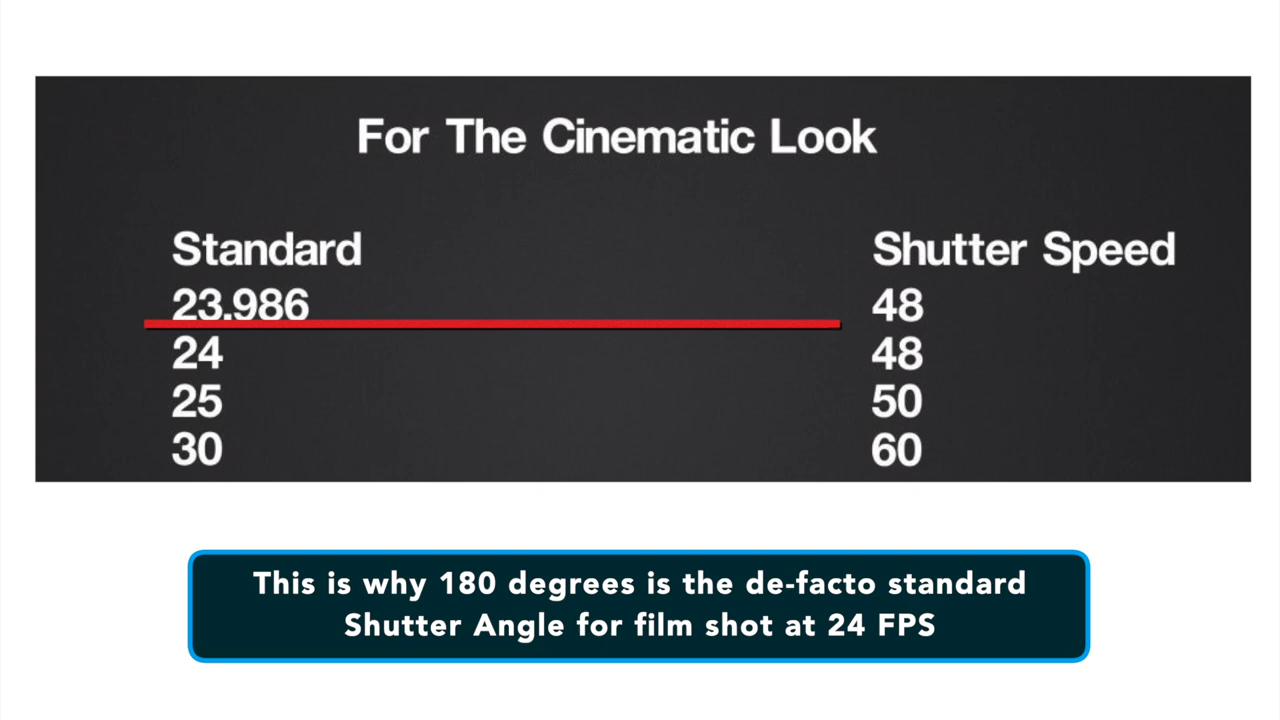 For The Cinematic Look
Standard Shutter Speed
23.986 48
24 48
25 50
30 60
This is why 180 degrees is the de-facto standard
Shutter Angle for film shot at 24 FPS